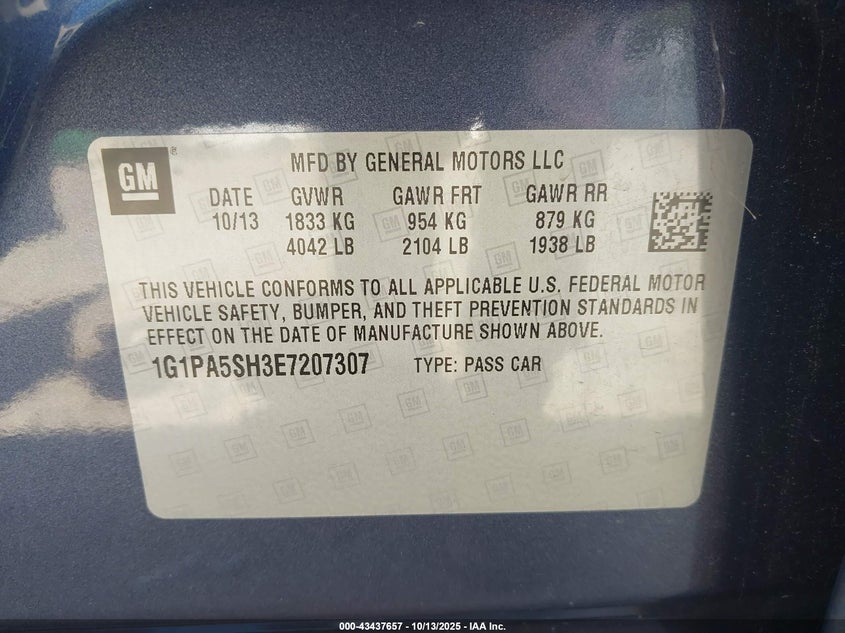 GM
MFD BY GENERAL MOTORS LLC
DATE GVWR GAWR FRT GAWR RR
10/13 1833 KG 954 KG 879 KG
4042 LB 2104 LB 1938 LB
THIS VEHICLE CONFORMS TO ALL APPLICABLE U.S. FEDERAL MOTOR
VEHICLE SAFETY, BUMPER, AND THEFT PREVENTION STANDARDS IN
EFFECT ON THE DATE OF MANUFACTURE SHOWN ABOVE.
1G1PA5SH3E7207307 TYPE: PASS CAR
000-43437657 - 10/13/2025 - IAA Inc.